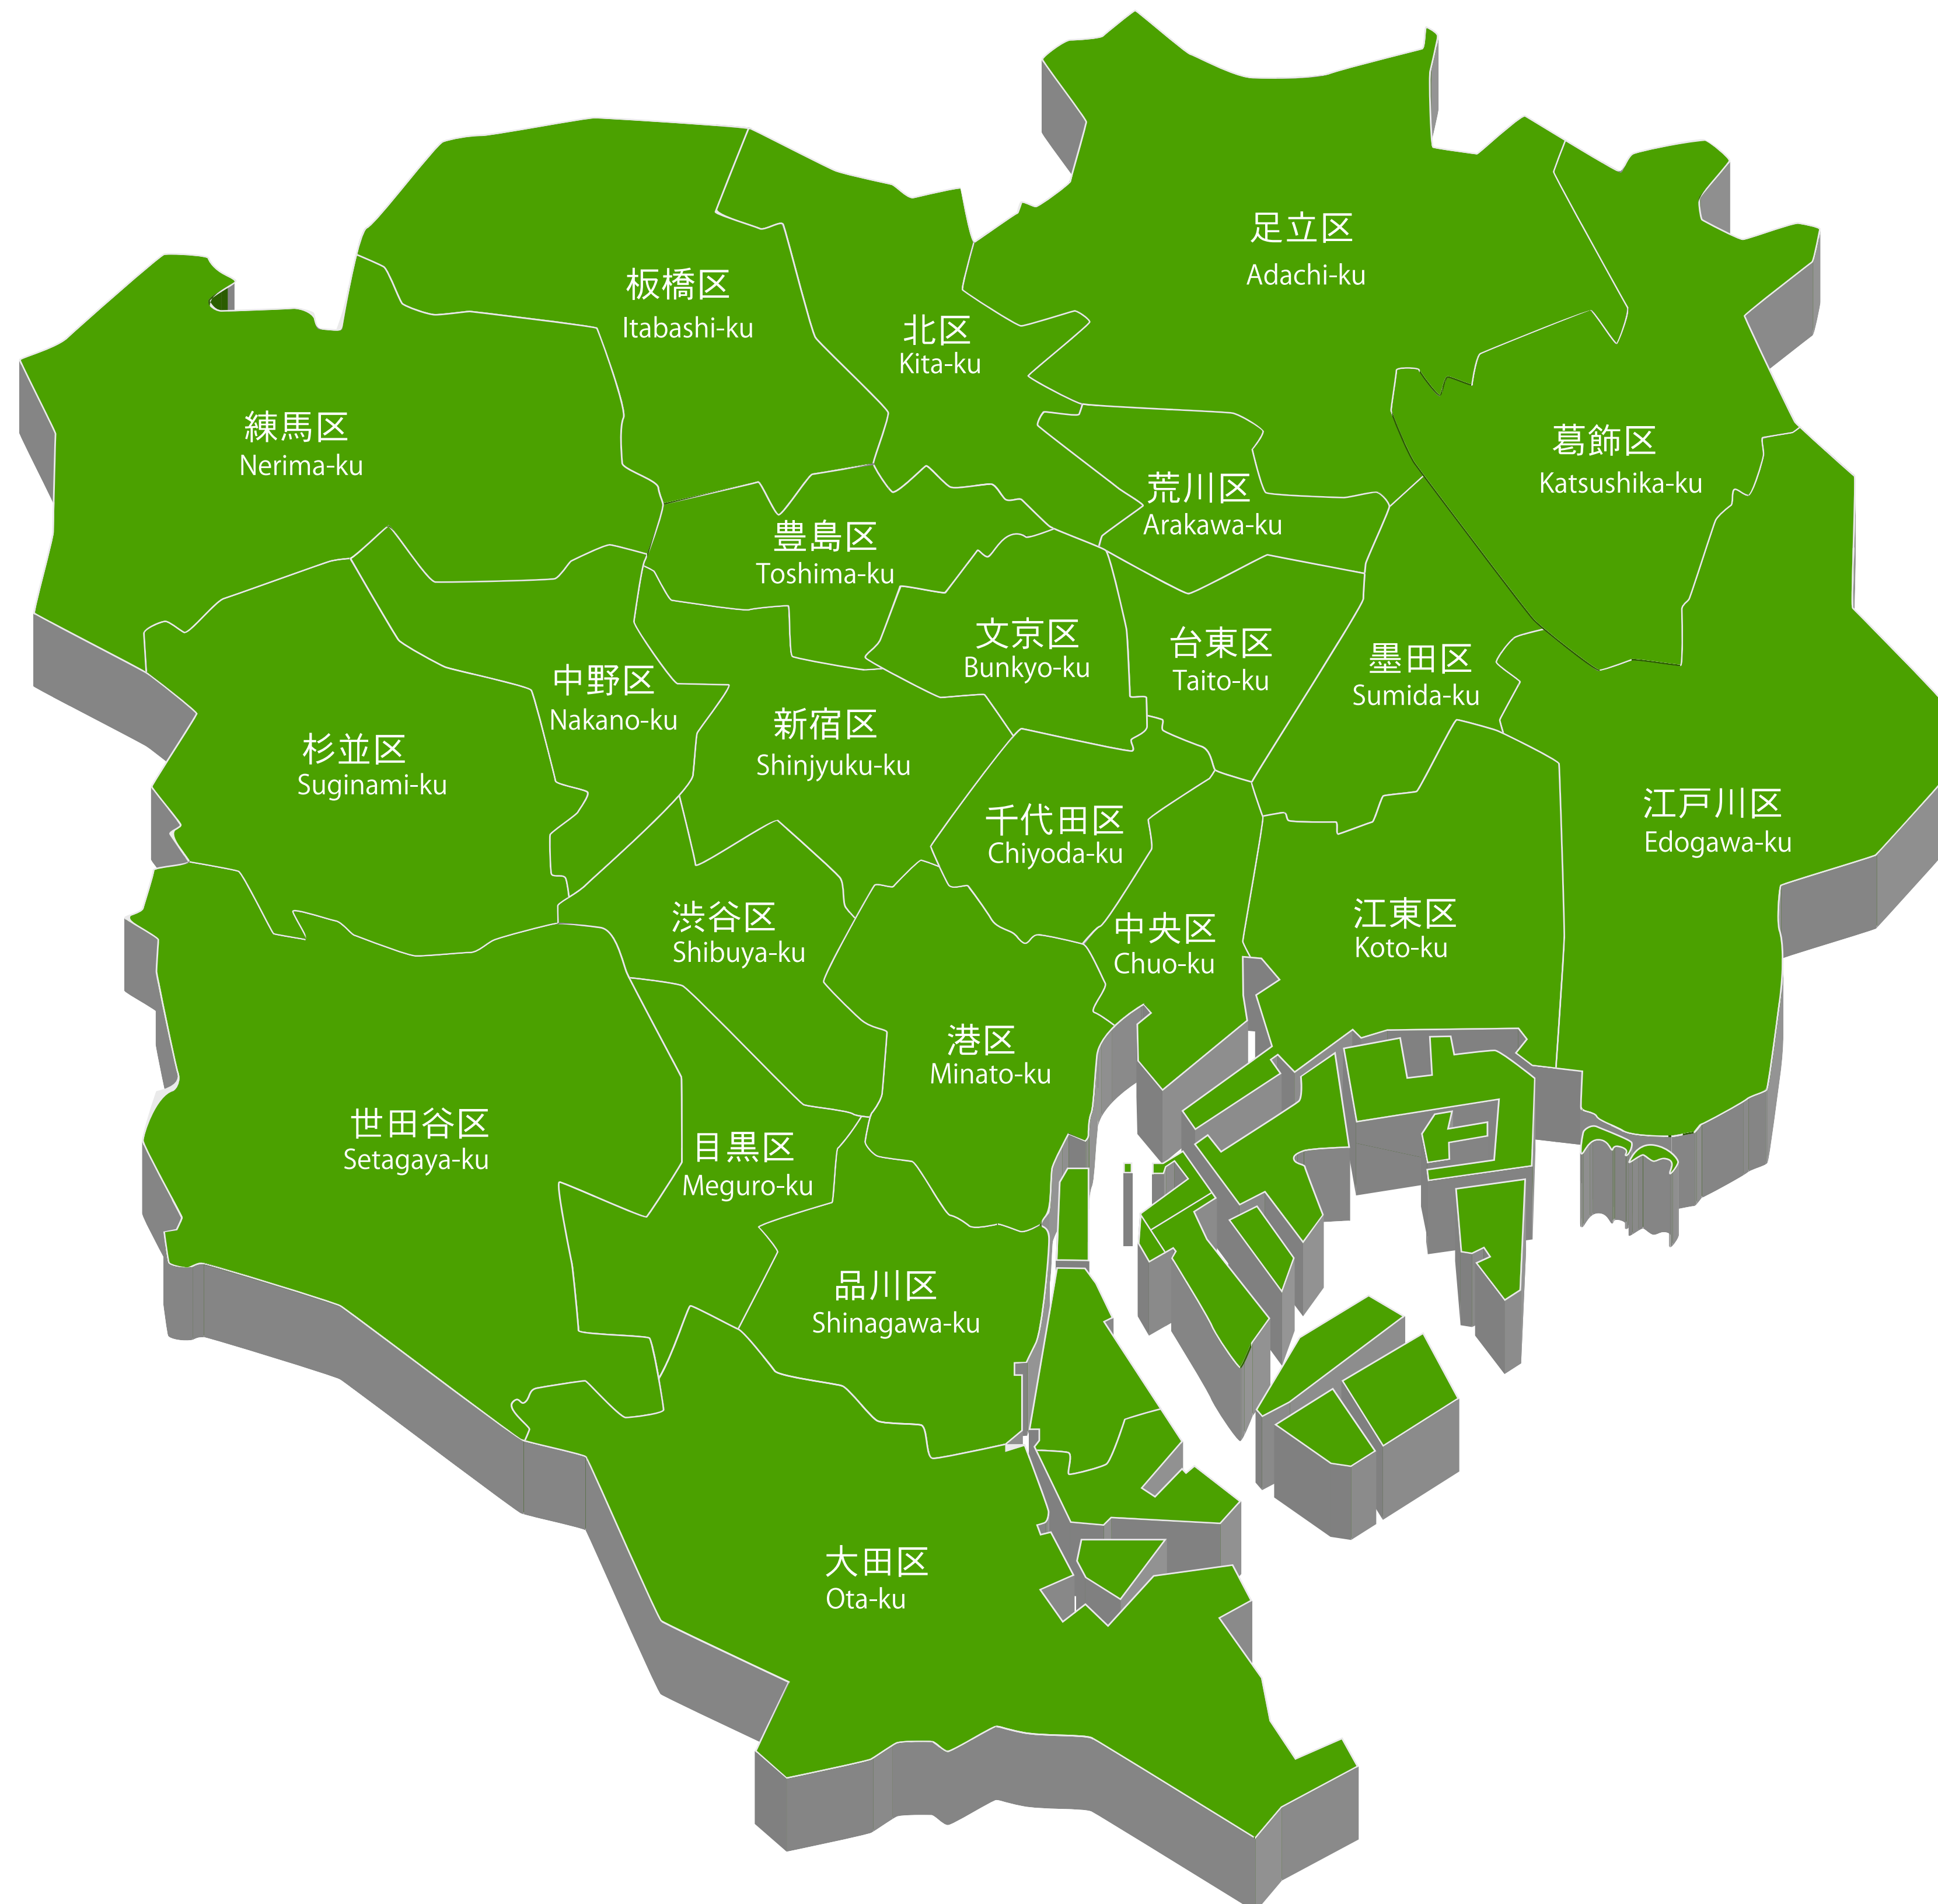 足立区
Adachi-ku
板橋区
Itabashi-ku
北区
Kita-ku
練馬区
Nerima-ku
葛飾区
Katsushika-ku
荒川区
Arakawa-ku
豊島区
Toshima-ku
文京区
Bunkyo-ku
台東区
Taito-ku
墨田区
Sumida-ku
中野区
Nakano-ku
新宿区
Shinjyuku-ku
杉並区
Suginami-ku
千代田区
Chiyoda-ku
江戸川区
Edogawa-ku
渋谷区
Shibuya-ku
中央区
Chuo-ku
江東区
Koto-ku
港区
Minato-ku
世田谷区
Setagaya-ku
目黒区
Meguro-ku
品川区
Shinagawa-ku
大田区
Ota-ku